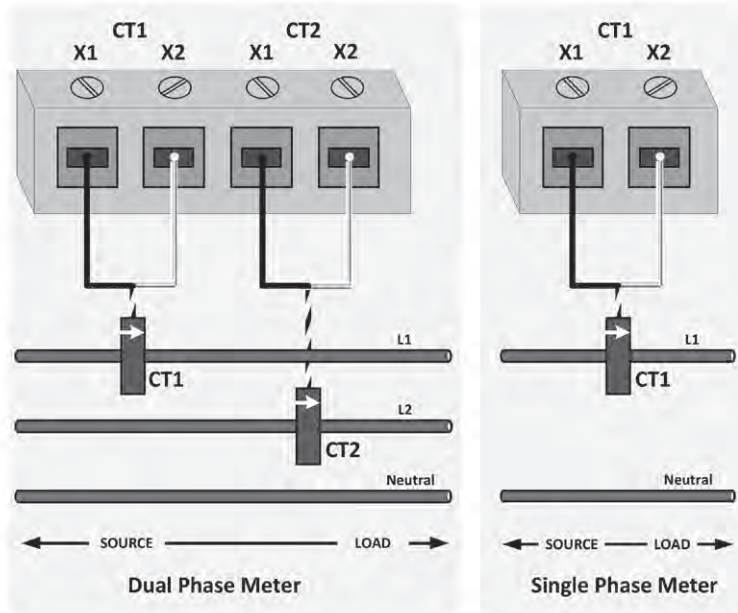 CT1 CT2
X1 X2 X1 X2
L1
CT1
L2
CT2
Neutral
SOURCE LOAD
Dual Phase Meter
CT1
X1 X2
L1
CT1
Neutral
SOURCE LOAD
Single Phase Meter